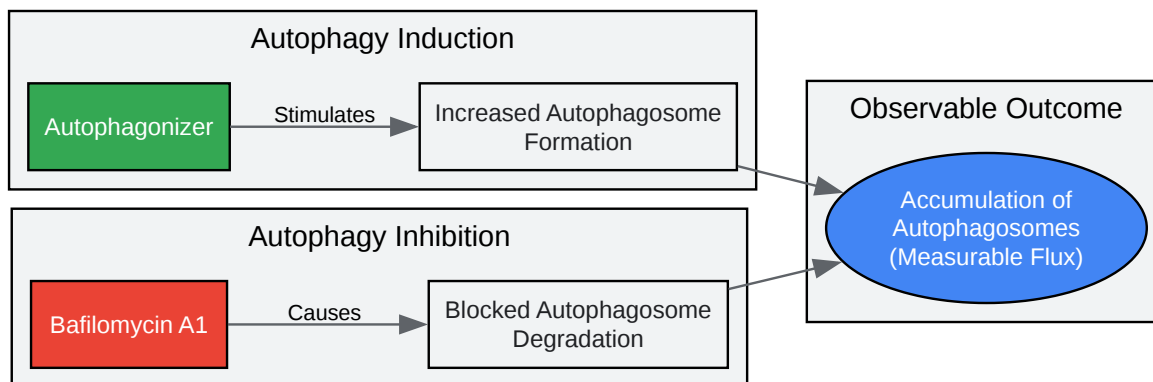 Autophagy Induction
Autophagonizer
Stimulates
Increased Autophagosome
Formation
Autophagy Inhibition
Bafilomycin A1
Causes
Blocked Autophagosome
Degradation
Observable Outcome
Accumulation of
Autophagosomes
(Measurable Flux)